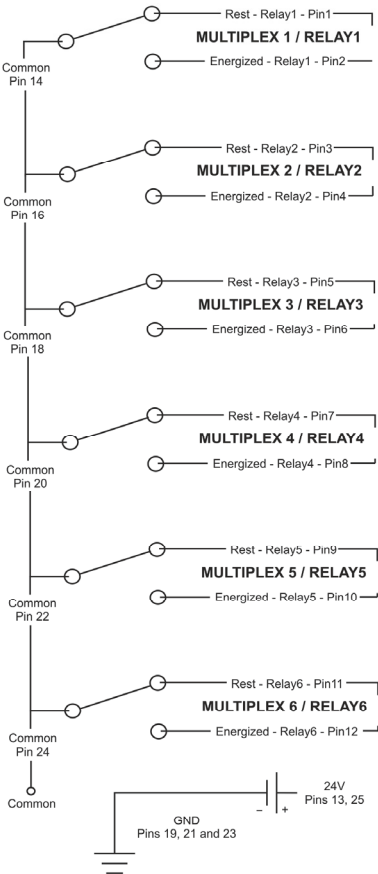 Rest - Relay1 - Pin1
MULTIPLEX 1 / RELAY1
Energized - Relay1 - Pin2
Common
Pin 14
Rest - Relay2 - Pin3
MULTIPLEX 2 / RELAY2
Energized - Relay2 - Pin4
Common
Pin 16
Rest - Relay3 - Pin5
MULTIPLEX 3 / RELAY3
Energized - Relay3 - Pin6
Common
Pin 18
Rest - Relay4 - Pin7
MULTIPLEX 4 / RELAY4
Energized - Relay4 - Pin8
Common
Pin 20
Rest - Relay5 - Pin9
MULTIPLEX 5 / RELAY5
Energized - Relay5 - Pin10
Common
Pin 22
Rest - Relay6 - Pin11
MULTIPLEX 6 / RELAY6
Energized - Relay6 - Pin12
Common
Pin 24
Common
24V
Pins 13, 25
− +
GND
Pins 19, 21 and 23